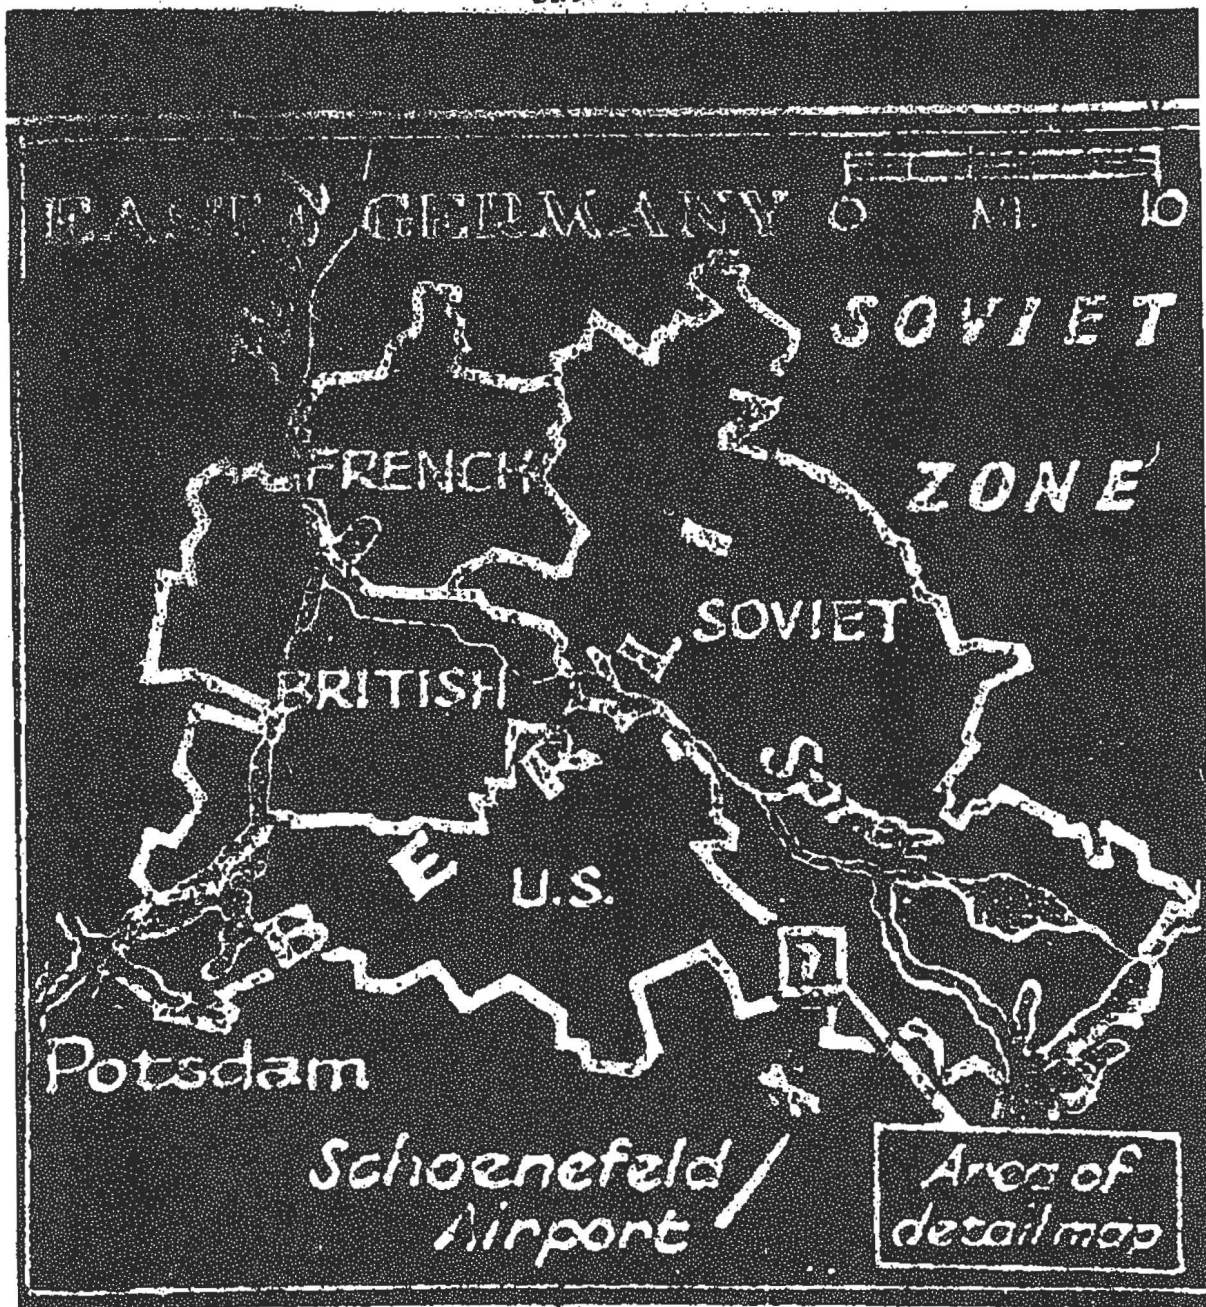 EAST GERMANY
0 MI. 10
SOVIET
ZONE
FRENCH
SOVIET
BRITISH
BERLIN
U.S.
Potsdam
Schoenefeld
Airport
Area of
detail map